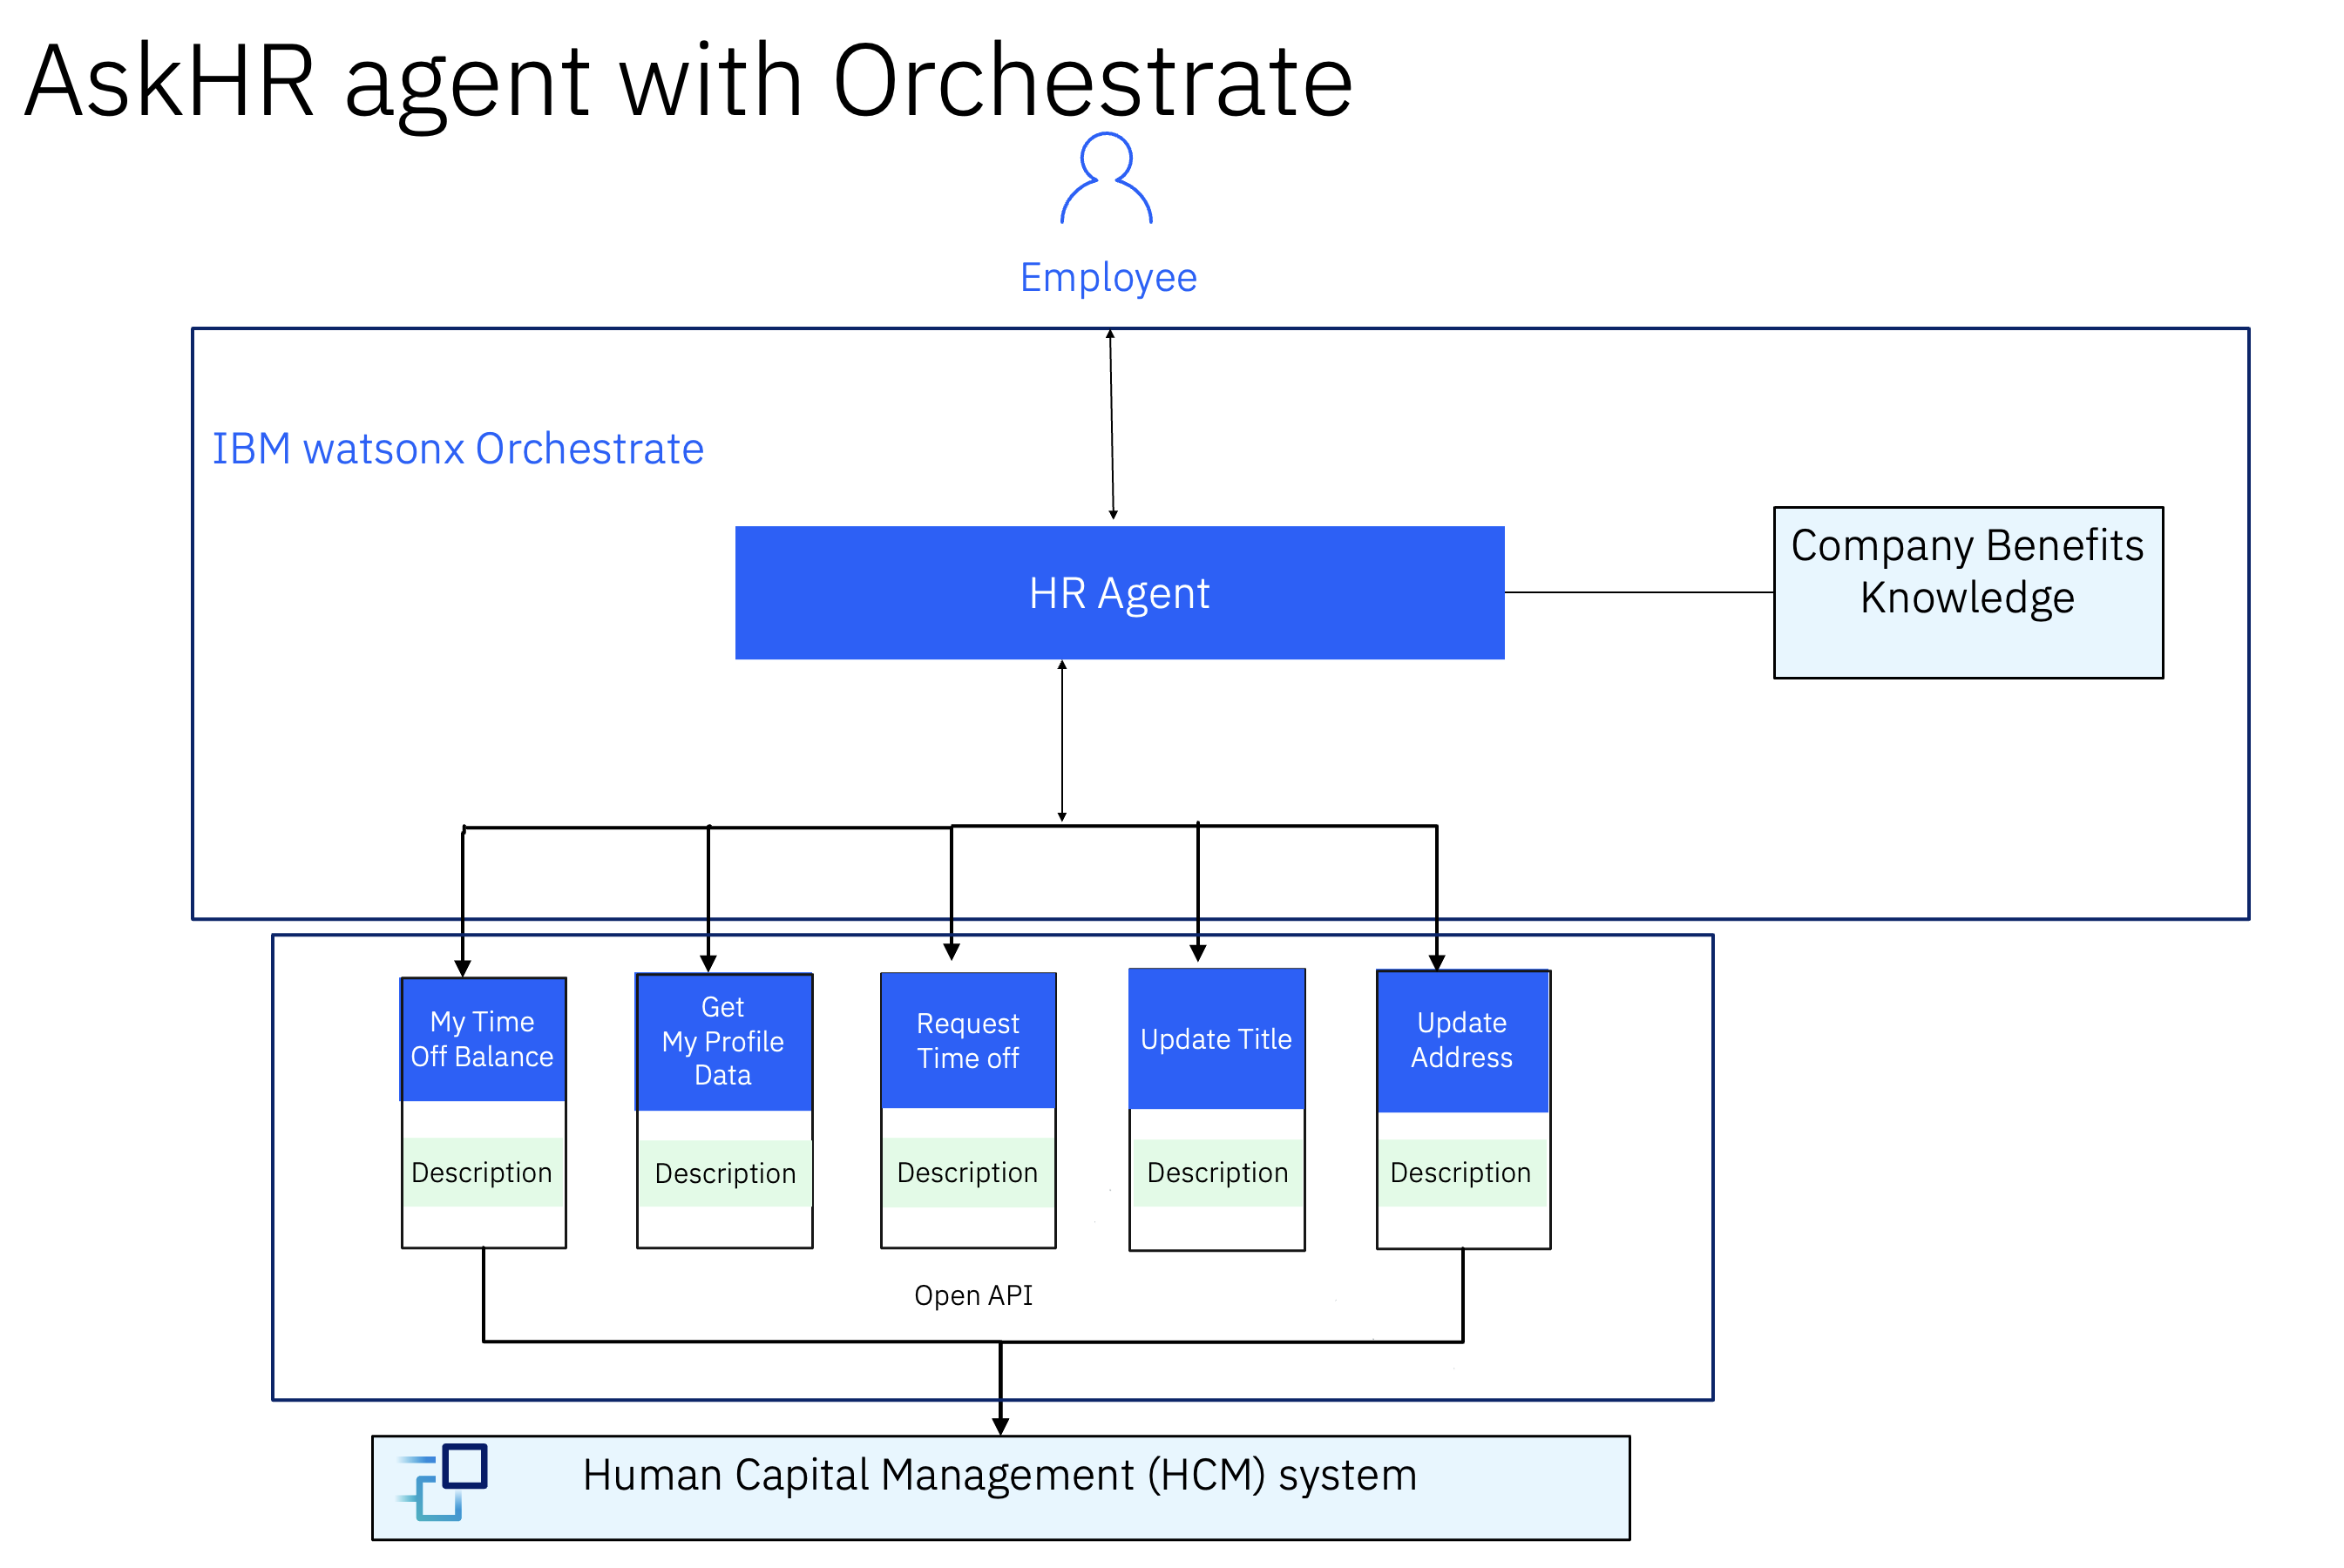 AskHR agent with Orchestrate
Employee
IBM watsonx Orchestrate
HR Agent
Company Benefits
Knowledge
My Time
Off Balance
Get
My Profile
Data
Request
Time off
Update Title
Update
Address
Description
Description
Description
Description
Description
Open API
Human Capital Management (HCM) system